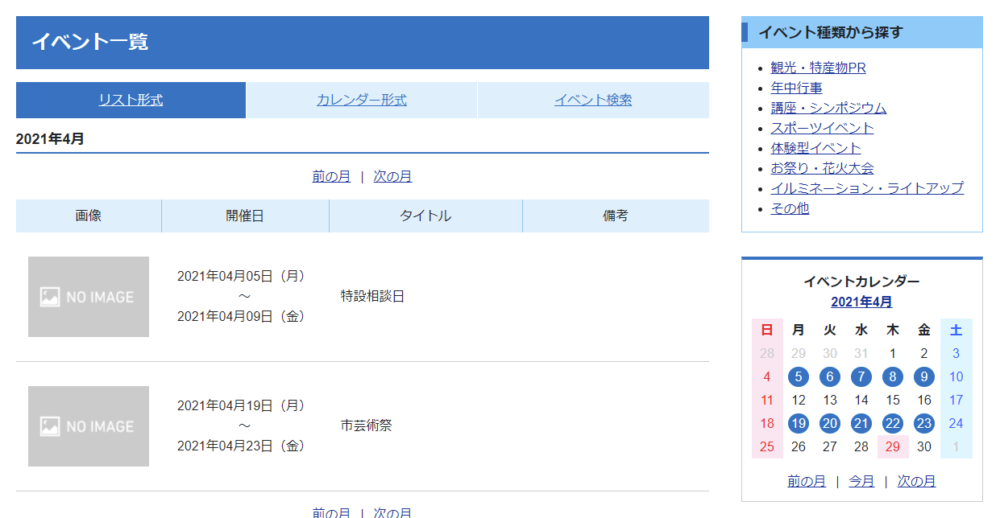 イベント一覧
リスト形式 カレンダー形式 イベント検索
2021年4月
前の月 | 次の月
画像 開催日 タイトル 備考
NO IMAGE
2021年04月05日（月）
～
2021年04月09日（金）
特設相談日
NO IMAGE
2021年04月19日（月）
～
2021年04月23日（金）
市芸術祭
前の月 | 次の月
イベント種類から探す
観光・特産物PR
年中行事
講座・シンポジウム
スポーツイベント
体験型イベント
お祭り・花火大会
イルミネーション・ライトアップ
その他
イベントカレンダー
2021年4月
日 月 火 水 木 金 土
28 29 30 31 1 2 3
4 5 6 7 8 9 10
11 12 13 14 15 16 17
18 19 20 21 22 23 24
25 26 27 28 29 30 1
前の月 | 今月 | 次の月